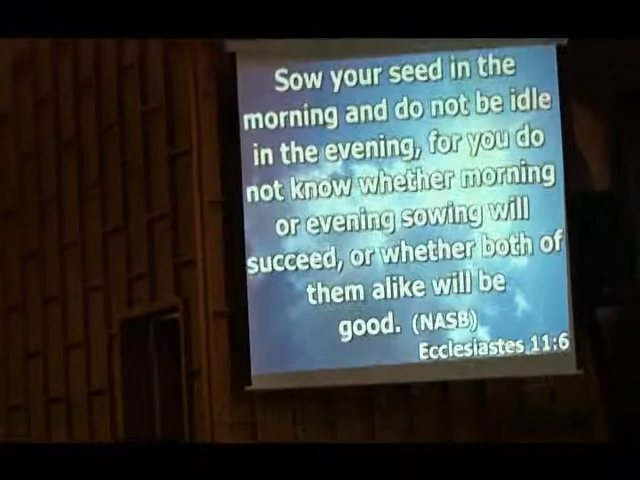 Sow your seed in the
morning and do not be idle
in the evening, for you do
not know whether morning
or evening sowing will
succeed, or whether both of
them alike will be
good. (NASB)
Ecclesiastes 11:6